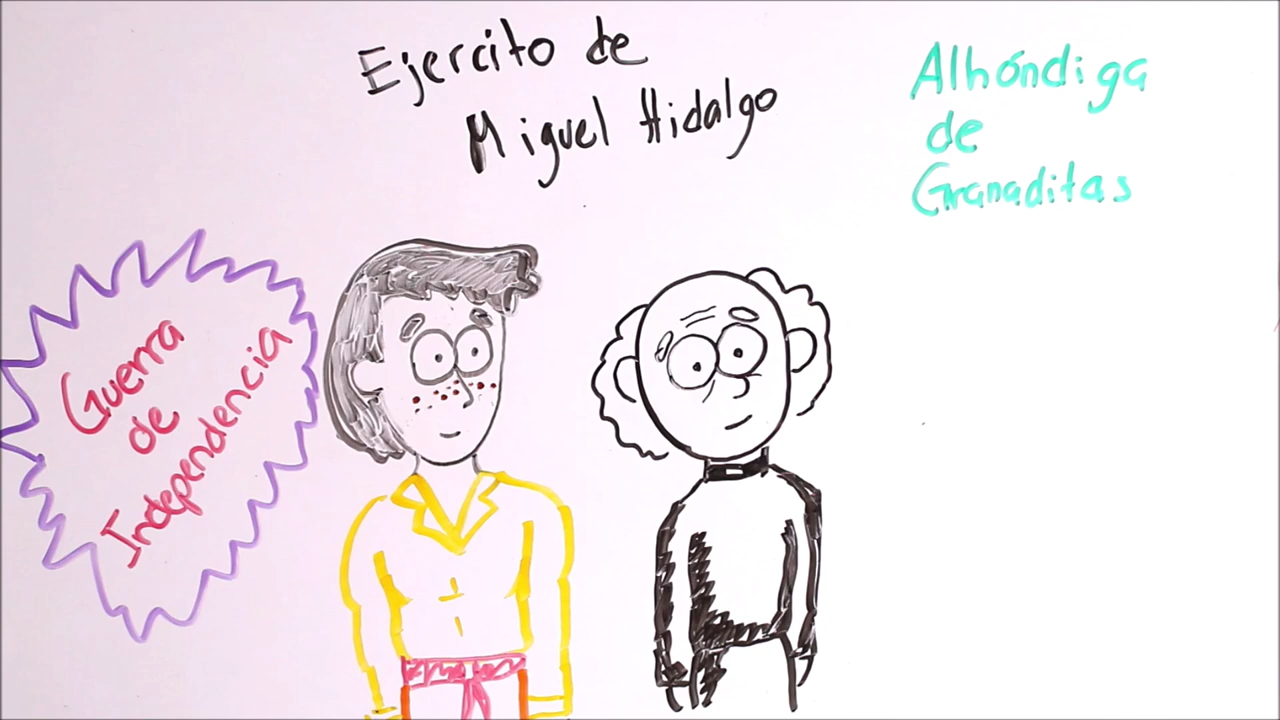 Ejercito de
Miguel Hidalgo
Alhóndiga
de
Granaditas
Guerra
de
Independencia